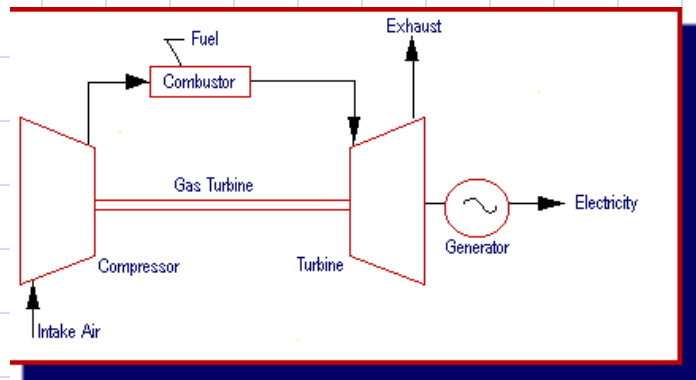 Exhaust
Fuel
Combustor
Gas Turbine
Electricity
Generator
Compressor
Turbine
Intake Air